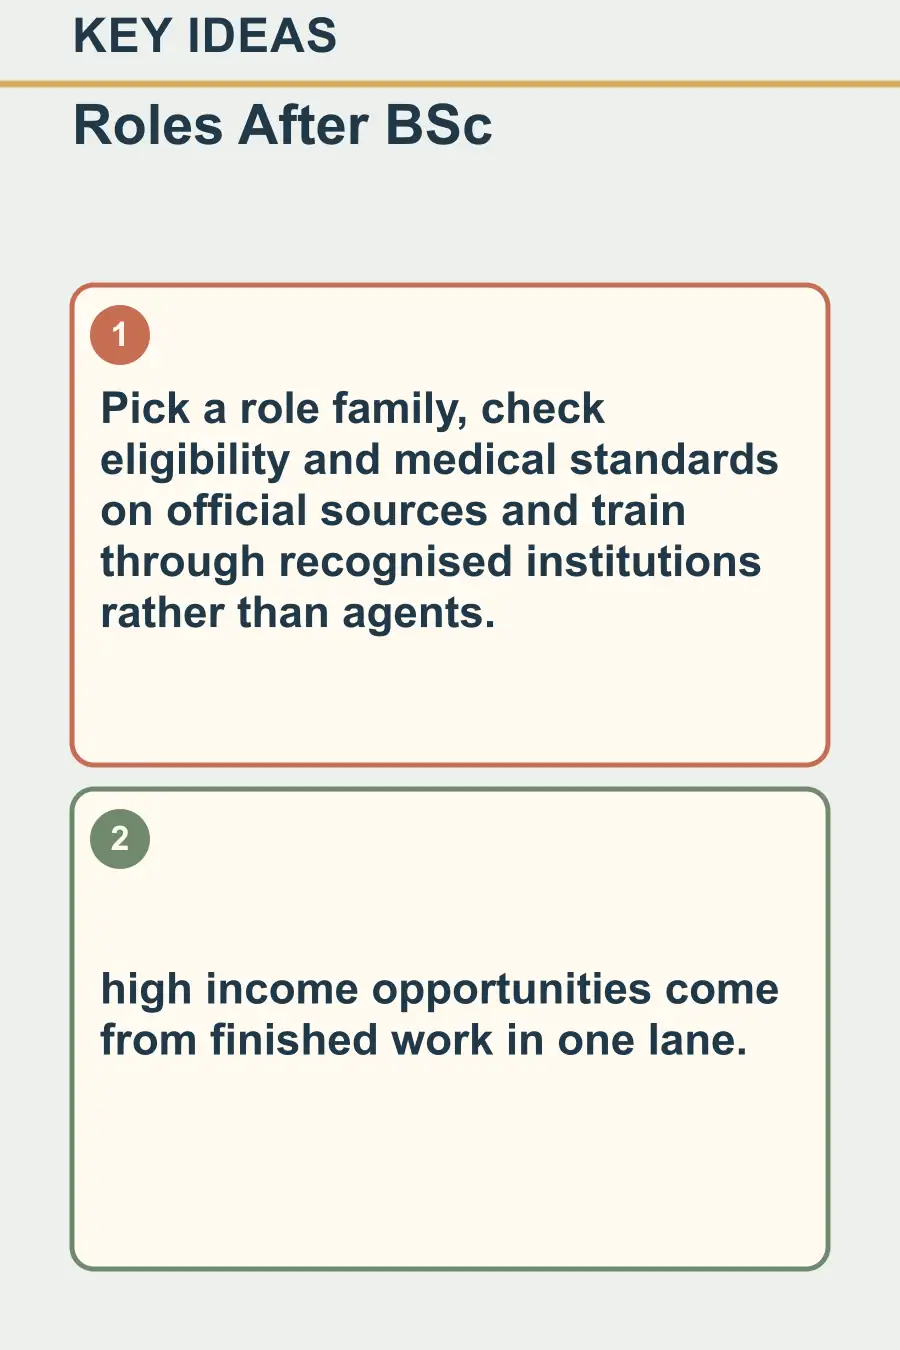 KEY IDEAS
Roles After BSc
1
Pick a role family, check
eligibility and medical standards
on official sources and train
through recognised institutions
rather than agents.
2
high income opportunities come
from finished work in one lane.